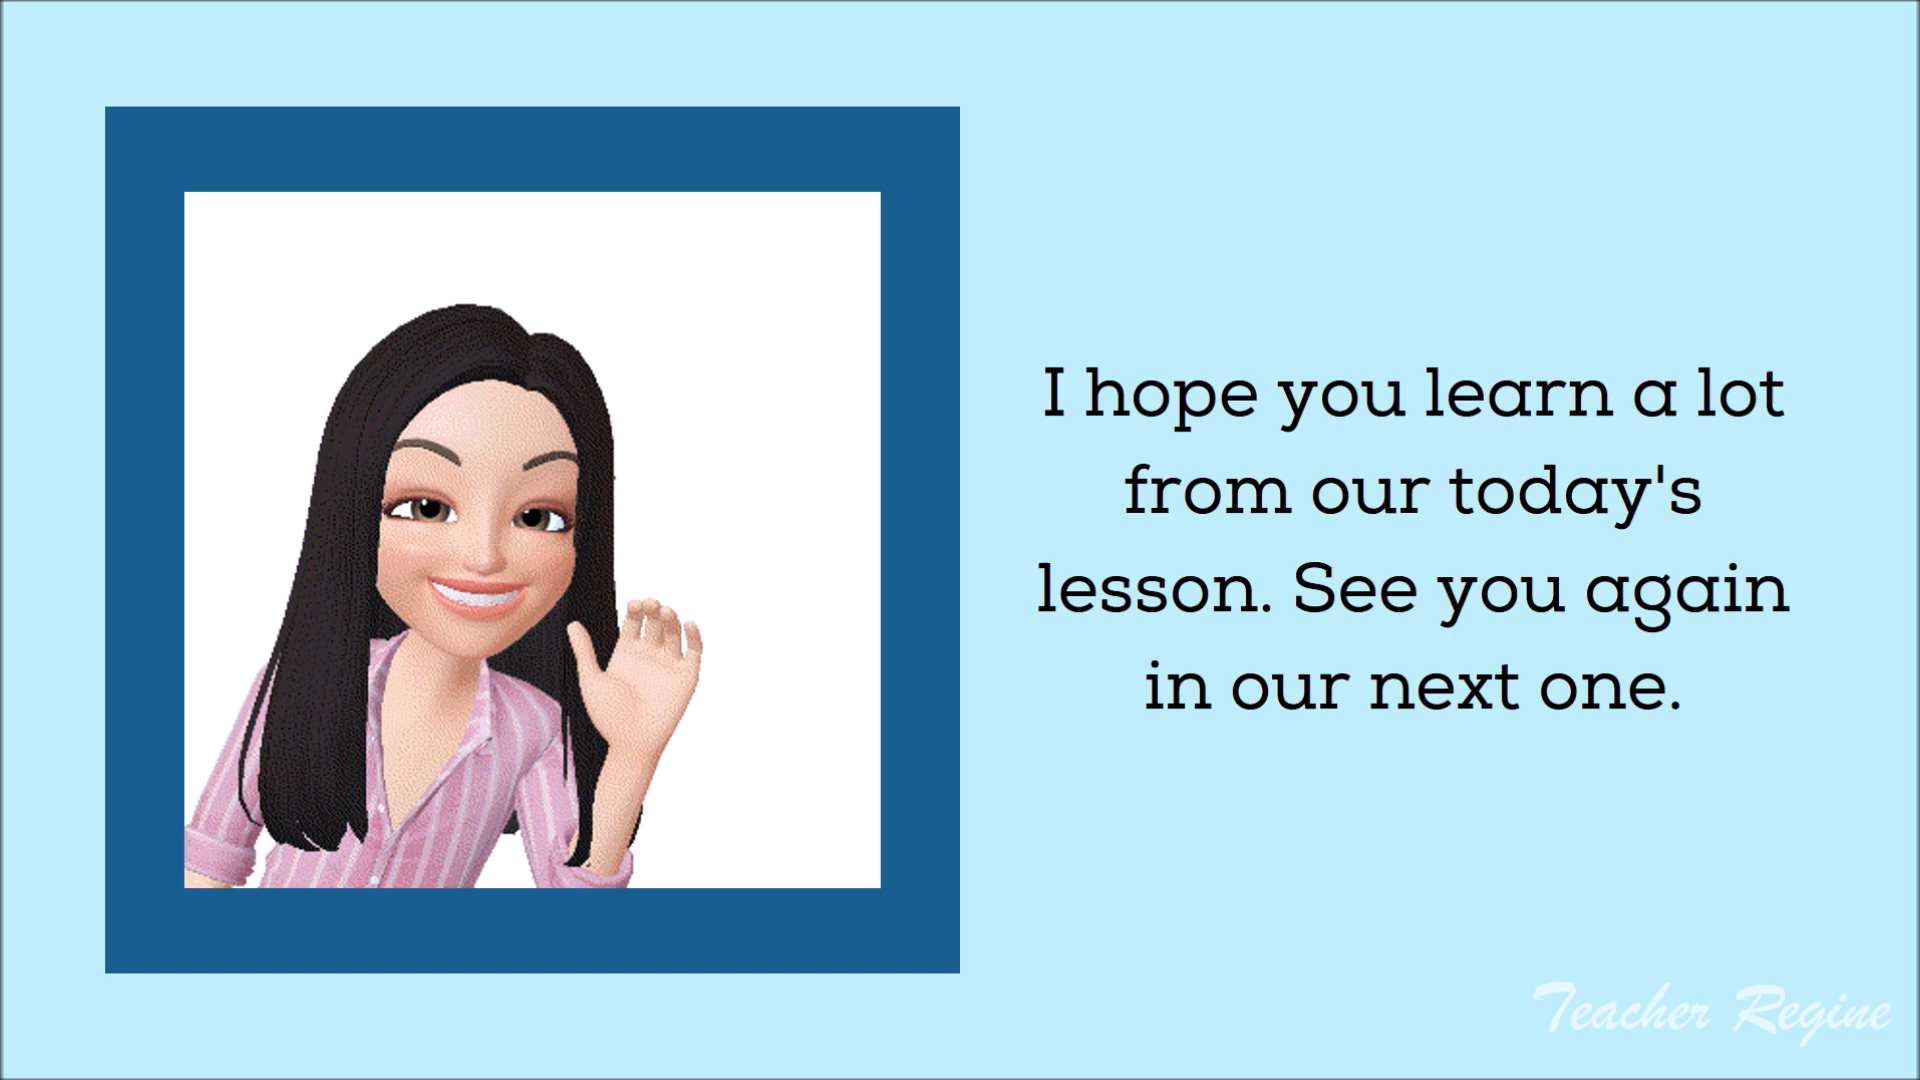 I hope you learn a lot
from our today's
lesson. See you again
in our next one.
Teacher Regine